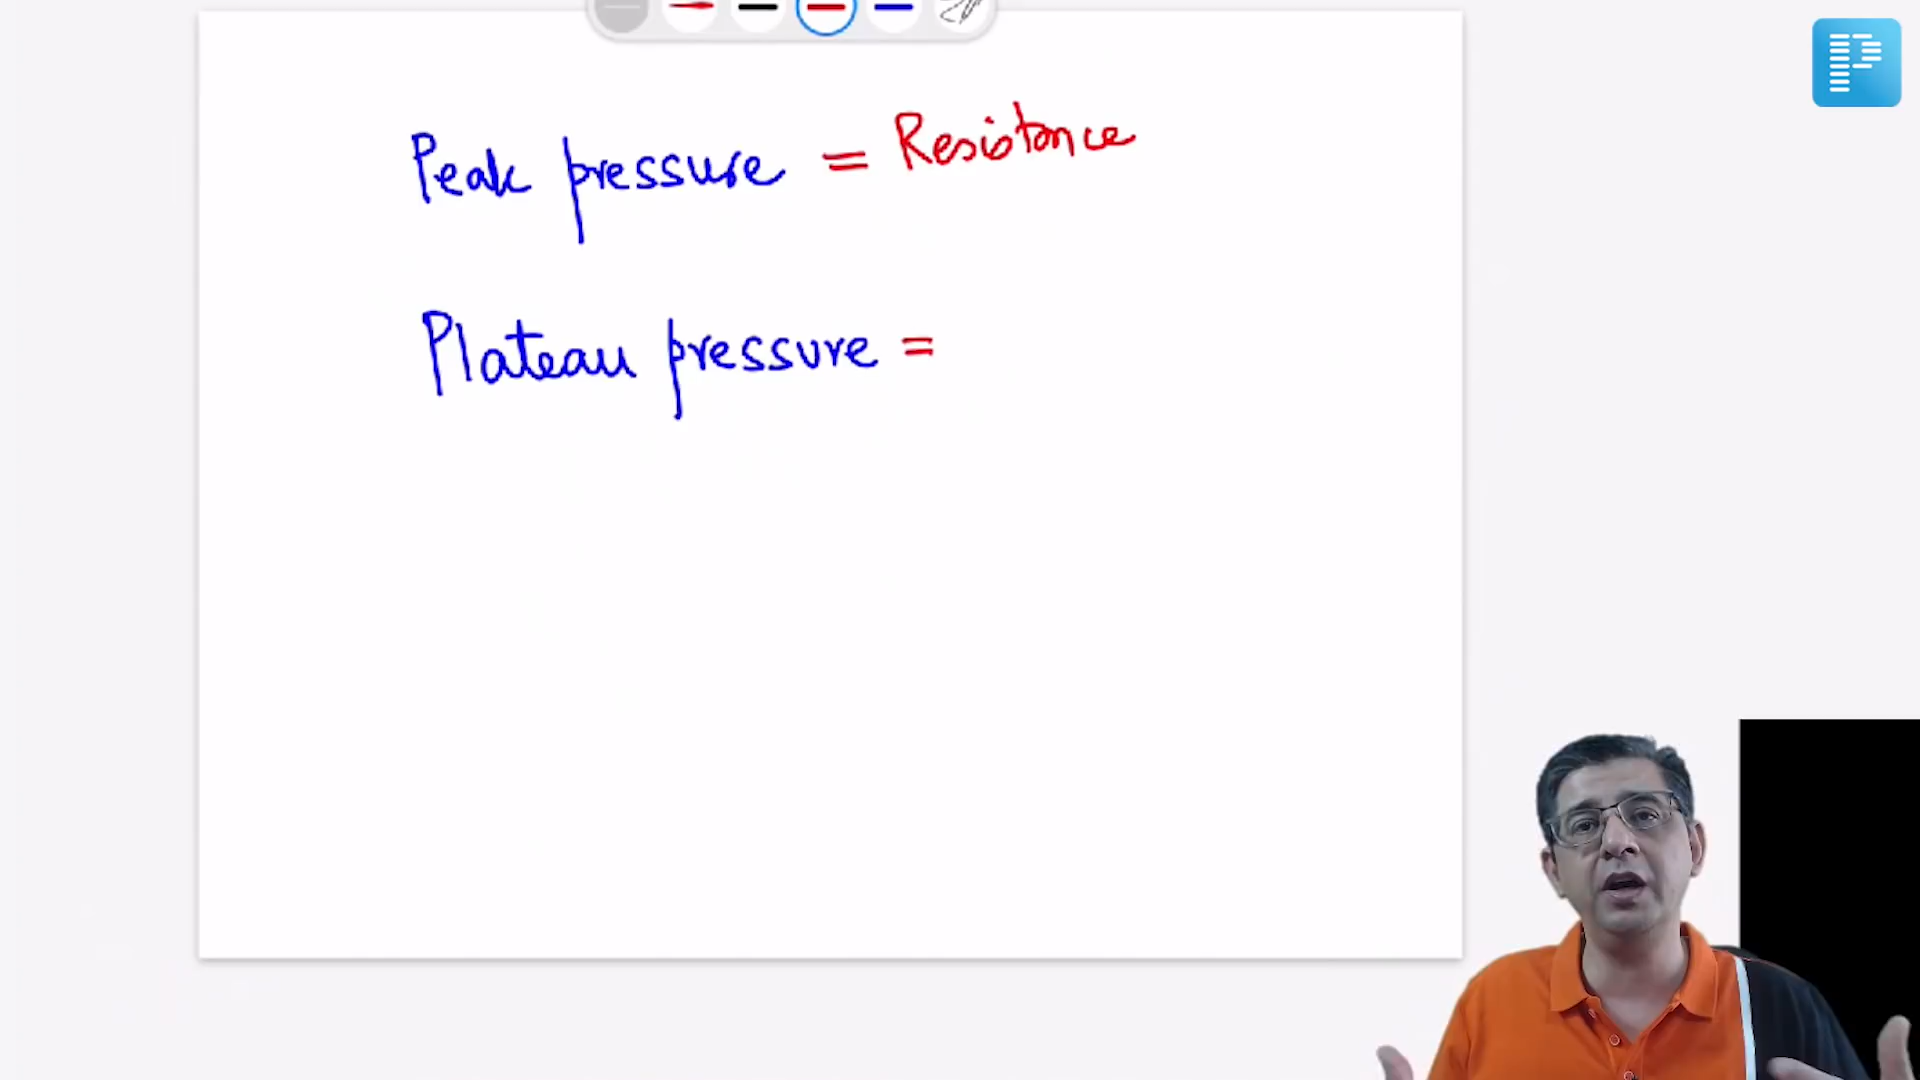 Peak pressure = Resistance
Plateau pressure =